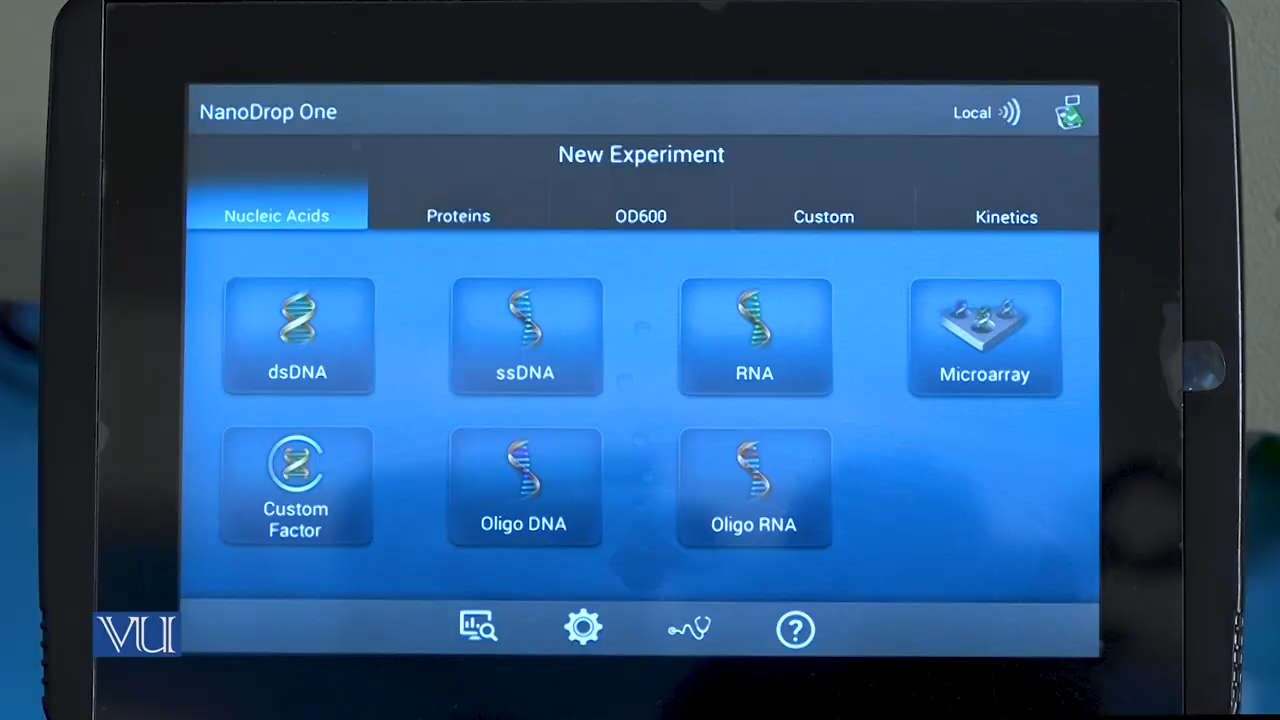 NanoDrop One
Local
New Experiment
Nucleic Acids
Proteins
OD600
Custom
Kinetics
dsDNA
ssDNA
RNA
Microarray
Custom
Factor
Oligo DNA
Oligo RNA
?
VU